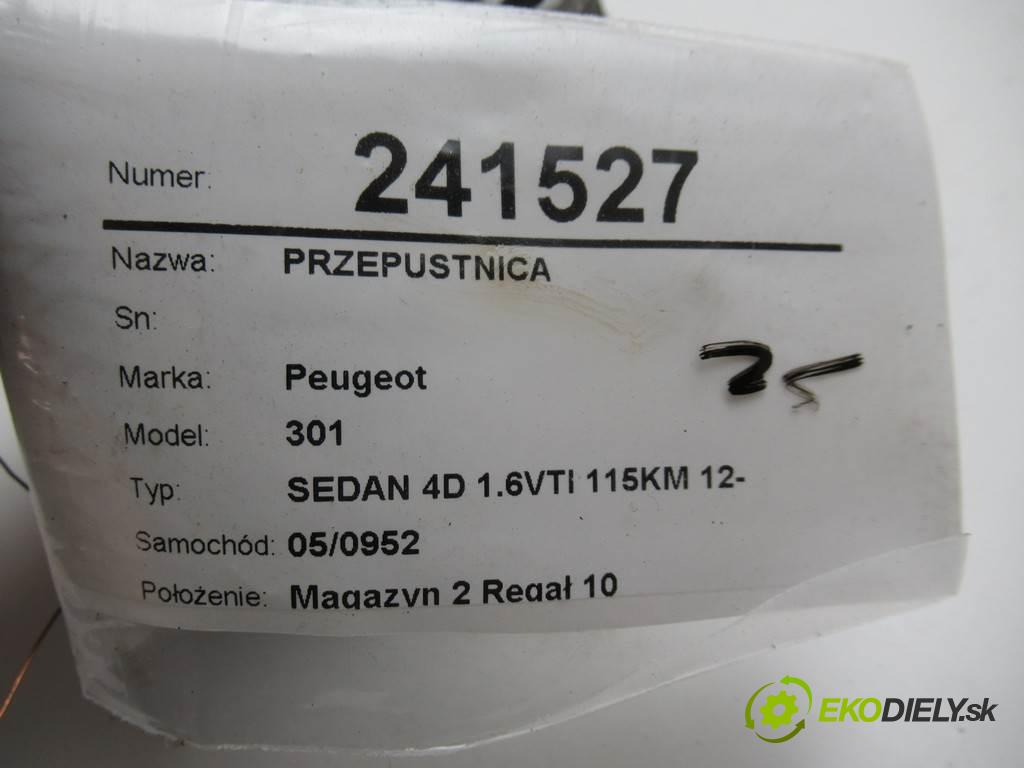 Numer: 241527
Nazwa: PRZEPUSTNICA
Sn:
Marka: Peugeot
Model: 301
Typ: SEDAN 4D 1.6VTI 115KM 12-
Samochód: 05/0952
Położenie: Magazyn 2 Regał 10
EKODIELY.sk